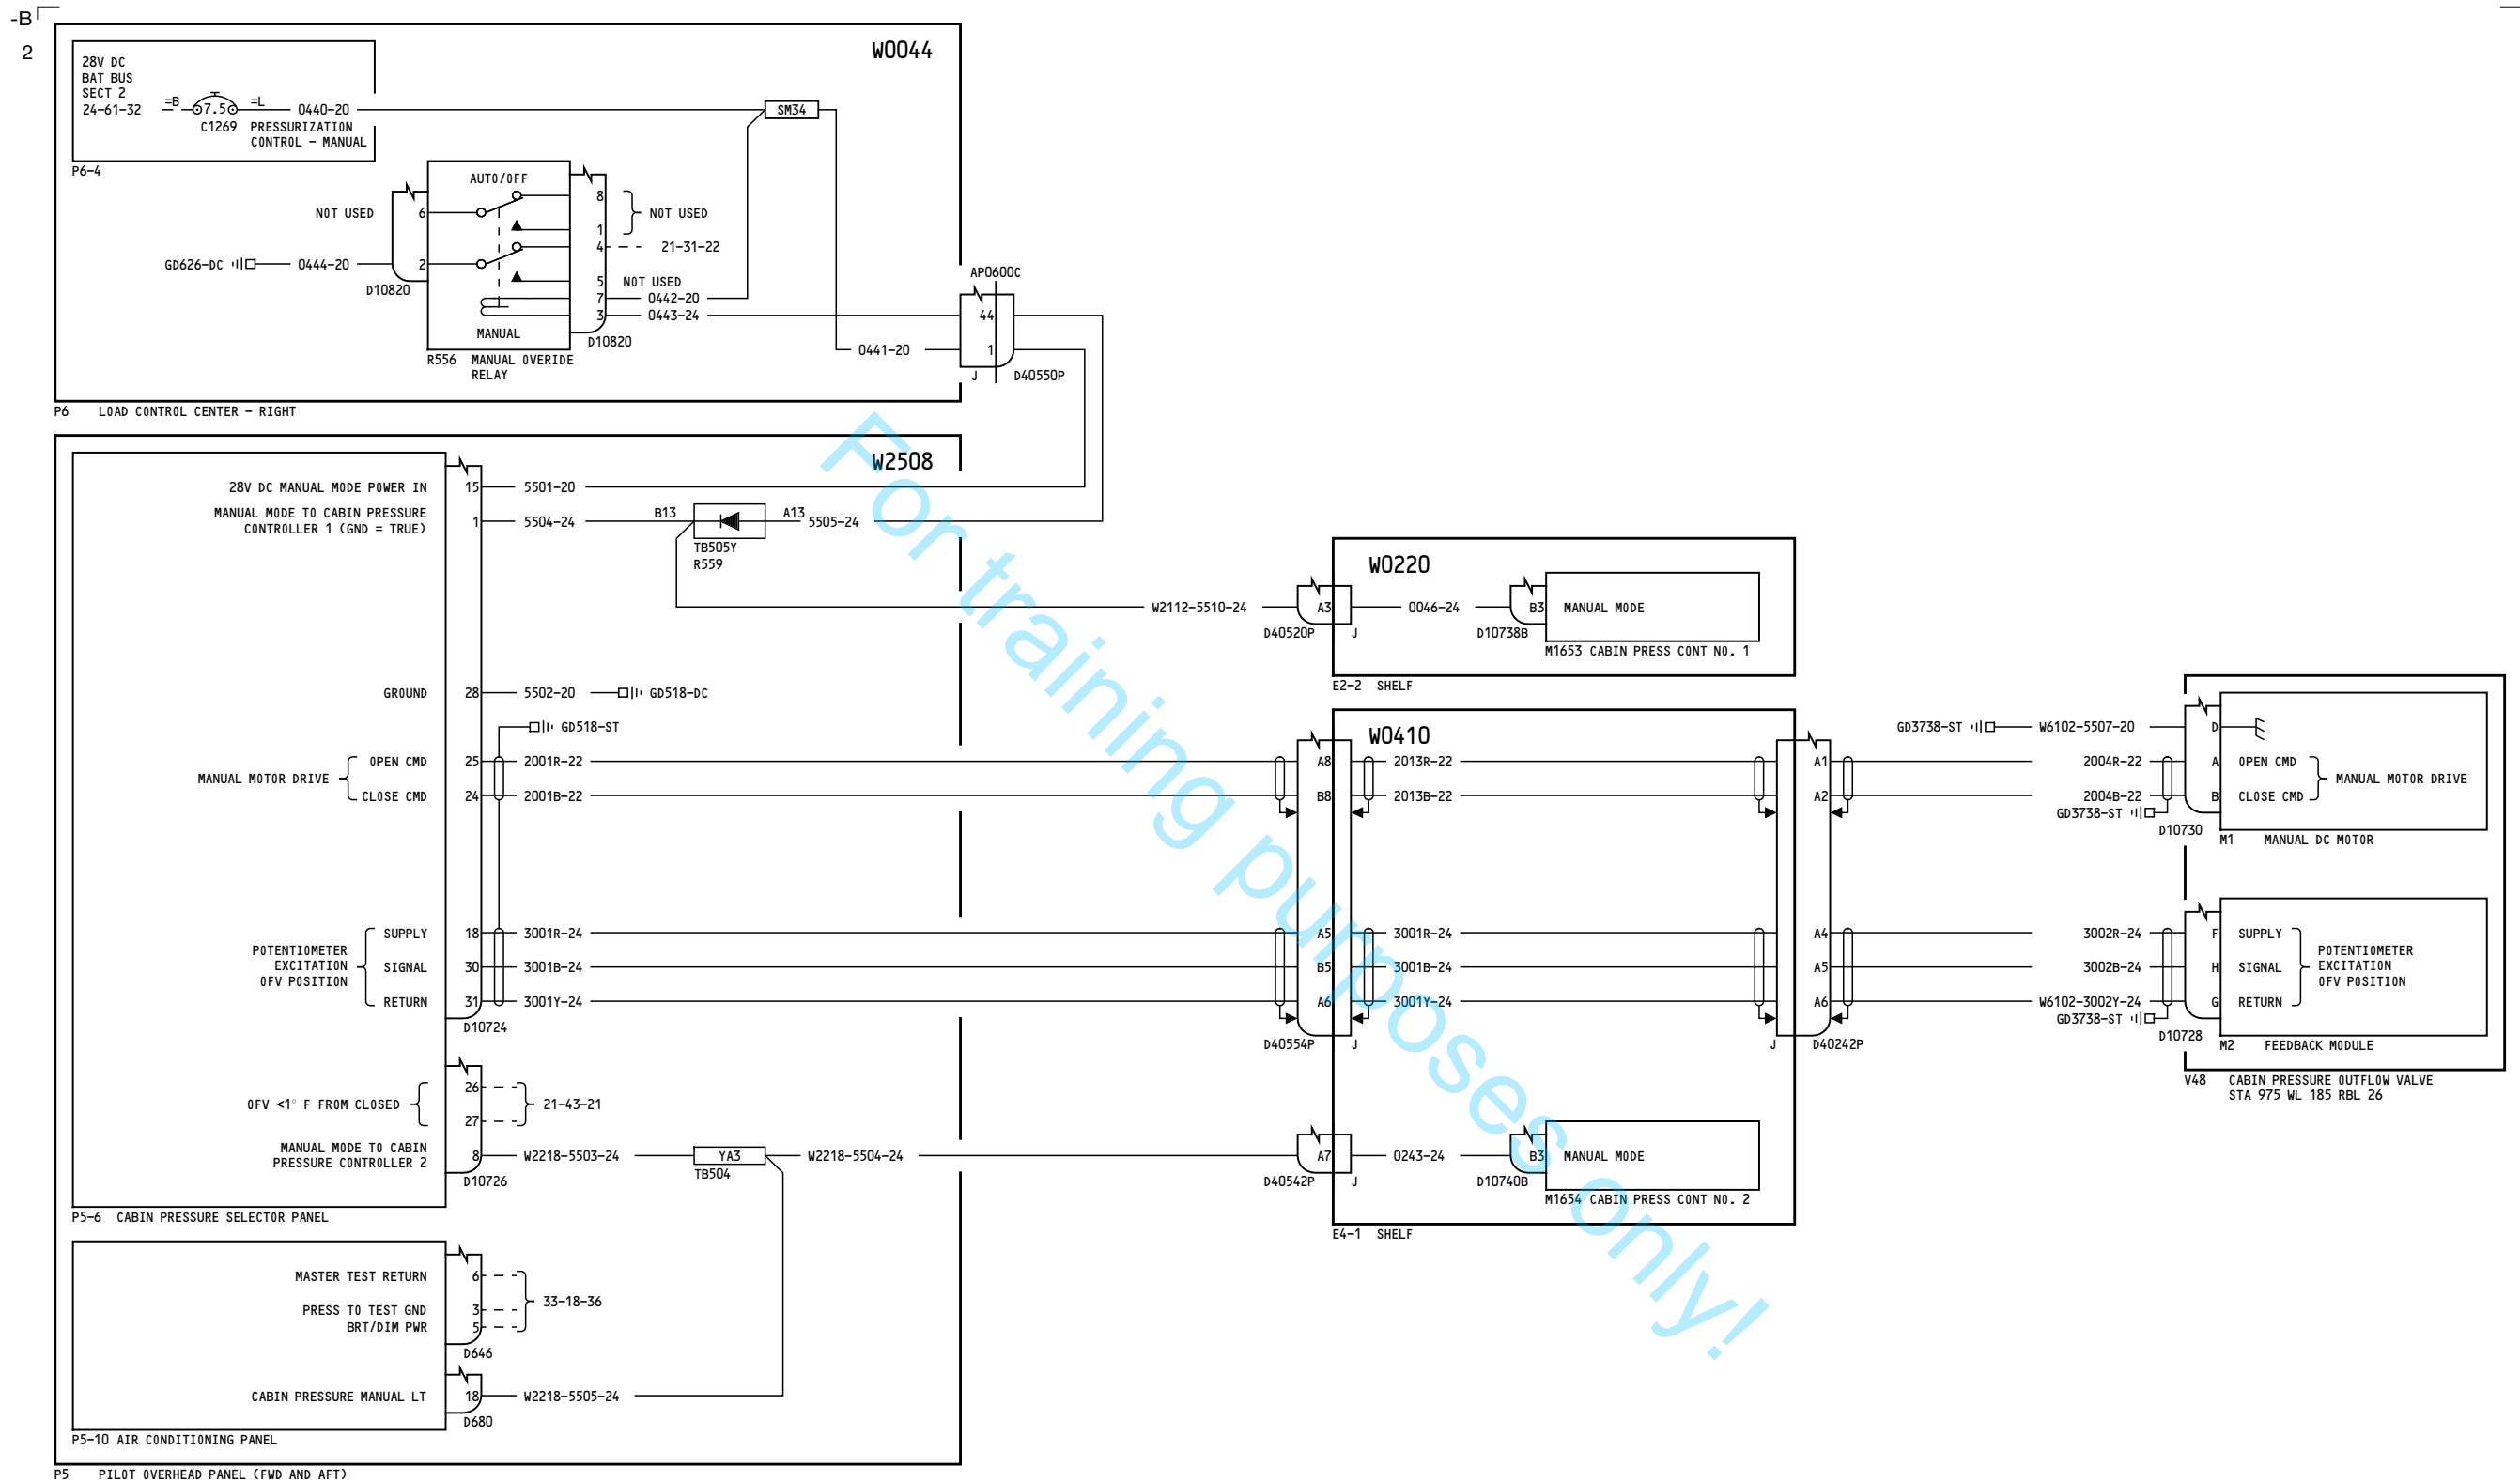 -B
2
W0044
28V DC
BAT BUS
SECT 2
24-61-32
=B
7.5
=L
0440-20
C1269
PRESSURIZATION
CONTROL - MANUAL
P6-4
SM34
AUTO/OFF
NOT USED
6
8
1
NOT USED
4
21-31-22
GD626-DC
0444-20
2
5
NOT USED
D10820
7
0442-20
3
0443-24
MANUAL
D10820
R556 MANUAL OVERIDE
RELAY
0441-20
AP0600C
44
1
J
D40550P
P6 LOAD CONTROL CENTER - RIGHT
W2508
28V DC MANUAL MODE POWER IN
15
5501-20
MANUAL MODE TO CABIN PRESSURE
CONTROLLER 1 (GND = TRUE)
1
5504-24
B13
A13
5505-24
TB505Y
R559
W2112-5510-24
A3
D40520P
J
W0220
0046-24
B3
MANUAL MODE
D10738B
M1653 CABIN PRESS CONT NO. 1
E2-2 SHELF
GROUND
28
5502-20
GD518-DC
GD518-ST
MANUAL MOTOR DRIVE
OPEN CMD
25
2001R-22
CLOSE CMD
24
2001B-22
W0410
A8
2013R-22
B8
2013B-22
A1
A2
GD3738-ST
W6102-5507-20
D
2004R-22
A
OPEN CMD
2004B-22
B
CLOSE CMD
MANUAL MOTOR DRIVE
GD3738-ST
D10730
M1 MANUAL DC MOTOR
POTENTIOMETER
EXCITATION
OFV POSITION
SUPPLY
18
3001R-24
SIGNAL
30
3001B-24
RETURN
31
3001Y-24
D10724
A5
3001R-24
B5
3001B-24
A6
3001Y-24
D40554P
J
A4
A5
A6
J
D40242P
3002R-24
F
SUPPLY
3002B-24
H
SIGNAL
W6102-3002Y-24
G
RETURN
POTENTIOMETER
EXCITATION
OFV POSITION
GD3738-ST
D10728
M2 FEEDBACK MODULE
V48 CABIN PRESSURE OUTFLOW VALVE
STA 975 WL 185 RBL 26
OFV <1° F FROM CLOSED
26
27
21-43-21
MANUAL MODE TO CABIN
PRESSURE CONTROLLER 2
8
W2218-5503-24
YA3
TB504
W2218-5504-24
D10726
A7
D40542P
J
0243-24
B3
MANUAL MODE
D10740B
M1654 CABIN PRESS CONT NO. 2
E4-1 SHELF
P5-6 CABIN PRESSURE SELECTOR PANEL
MASTER TEST RETURN
6
PRESS TO TEST GND
3
BRT/DIM PWR
5
33-18-36
D646
CABIN PRESSURE MANUAL LT
18
W2218-5505-24
D680
P5-10 AIR CONDITIONING PANEL
P5 PILOT OVERHEAD PANEL (FWD AND AFT)
For training purposes only!